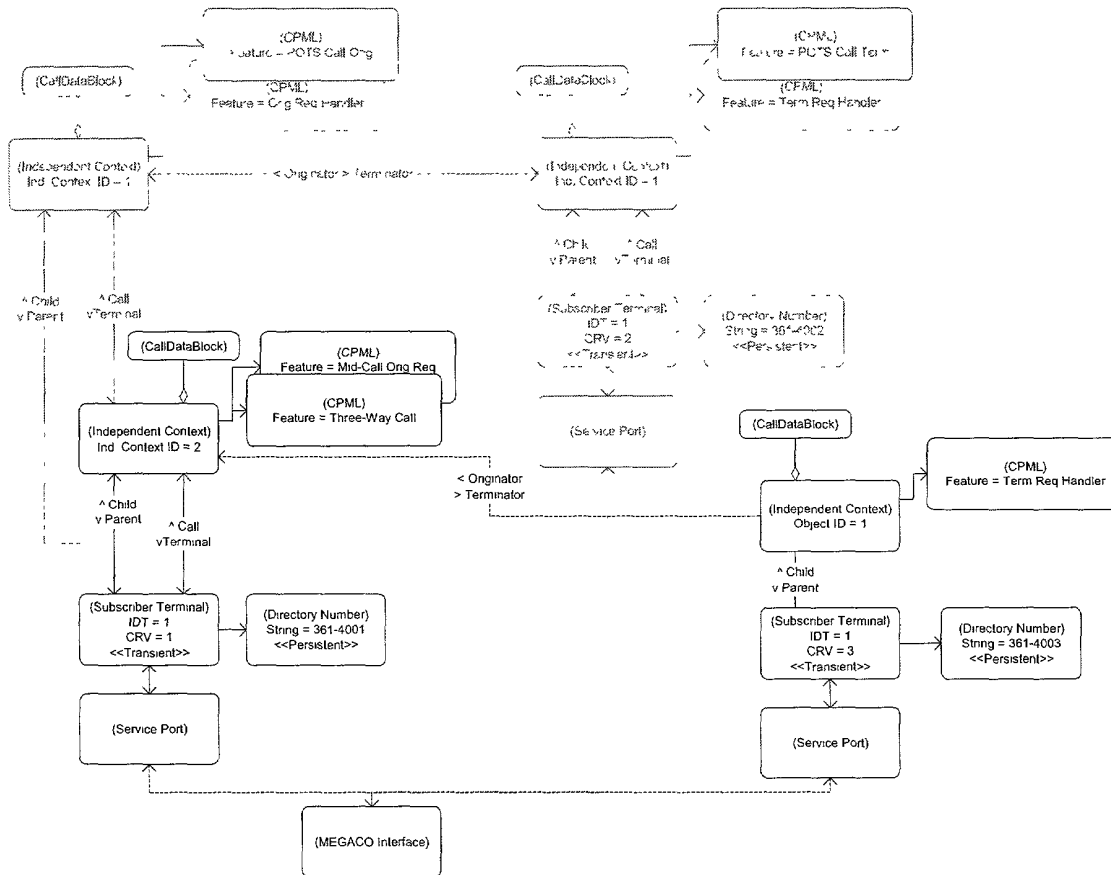 (CPML)
Feature = POTS Call Orig
(CallDataBlock)
(CPML)
Feature = Orig Req Handler
(CPML)
Feature = POTS Call Term
(CallDataBlock)
(CPML)
Feature = Term Req Handler
(Independent Context)
Ind Context ID = 1
< Originator > Terminator
(Independent Context)
Ind. Context ID = 1
^ Child
v Parent
^ Call
vTerminal
^ Child
v Parent
^ Call
vTerminal
(Subscriber Terminal)
IDT = 1
CRV = 2
<<Transient>>
(Directory Number)
String = 361-4002
<<Persistent>>
(Service Port)
(CallDataBlock)
(CPML)
Feature = Mid-Call Orig Req
(CPML)
Feature = Three-Way Call
(Independent Context)
Ind Context ID = 2
< Originator
> Terminator
(CallDataBlock)
(CPML)
Feature = Term Req Handler
(Independent Context)
Object ID = 1
^ Child
v Parent
^ Call
vTerminal
^ Child
v Parent
(Subscriber Terminal)
IDT = 1
CRV = 1
<<Transient>>
(Directory Number)
String = 361-4001
<<Persistent>>
(Subscriber Terminal)
IDT = 1
CRV = 3
<<Transient>>
(Directory Number)
String = 361-4003
<<Persistent>>
(Service Port)
(Service Port)
(MEGACO Interface)